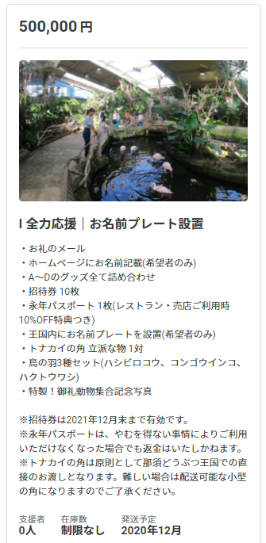 500,000 円
I 全力応援｜お名前プレート設置
・お礼のメール
・ホームページにお名前記載(希望者のみ)
・A〜Dのグッズ全て詰め合わせ
・招待券 10枚
・永年パスポート 1枚(レストラン・売店ご利用時
10%OFF特典つき)
・王国内にお名前プレートを設置(希望者のみ)
・トナカイの角 立派な物 1対
・鳥の羽3種セット(ハシビロコウ、コンゴウインコ、
ハクトウワシ)
・特製！御礼動物集合記念写真
※招待券は2021年12月末まで有効です。
※永年パスポートは、やむを得ない事情によりご利用
いただけなくなった場合でも返金はいたしかねます。
※トナカイの角は原則として那須どうぶつ王国での直
接のお渡しとなります。難しい場合は配送可能な小型
の角になりますのでご了承ください。
支援者 在庫数 発送予定
0人 制限なし 2020年12月